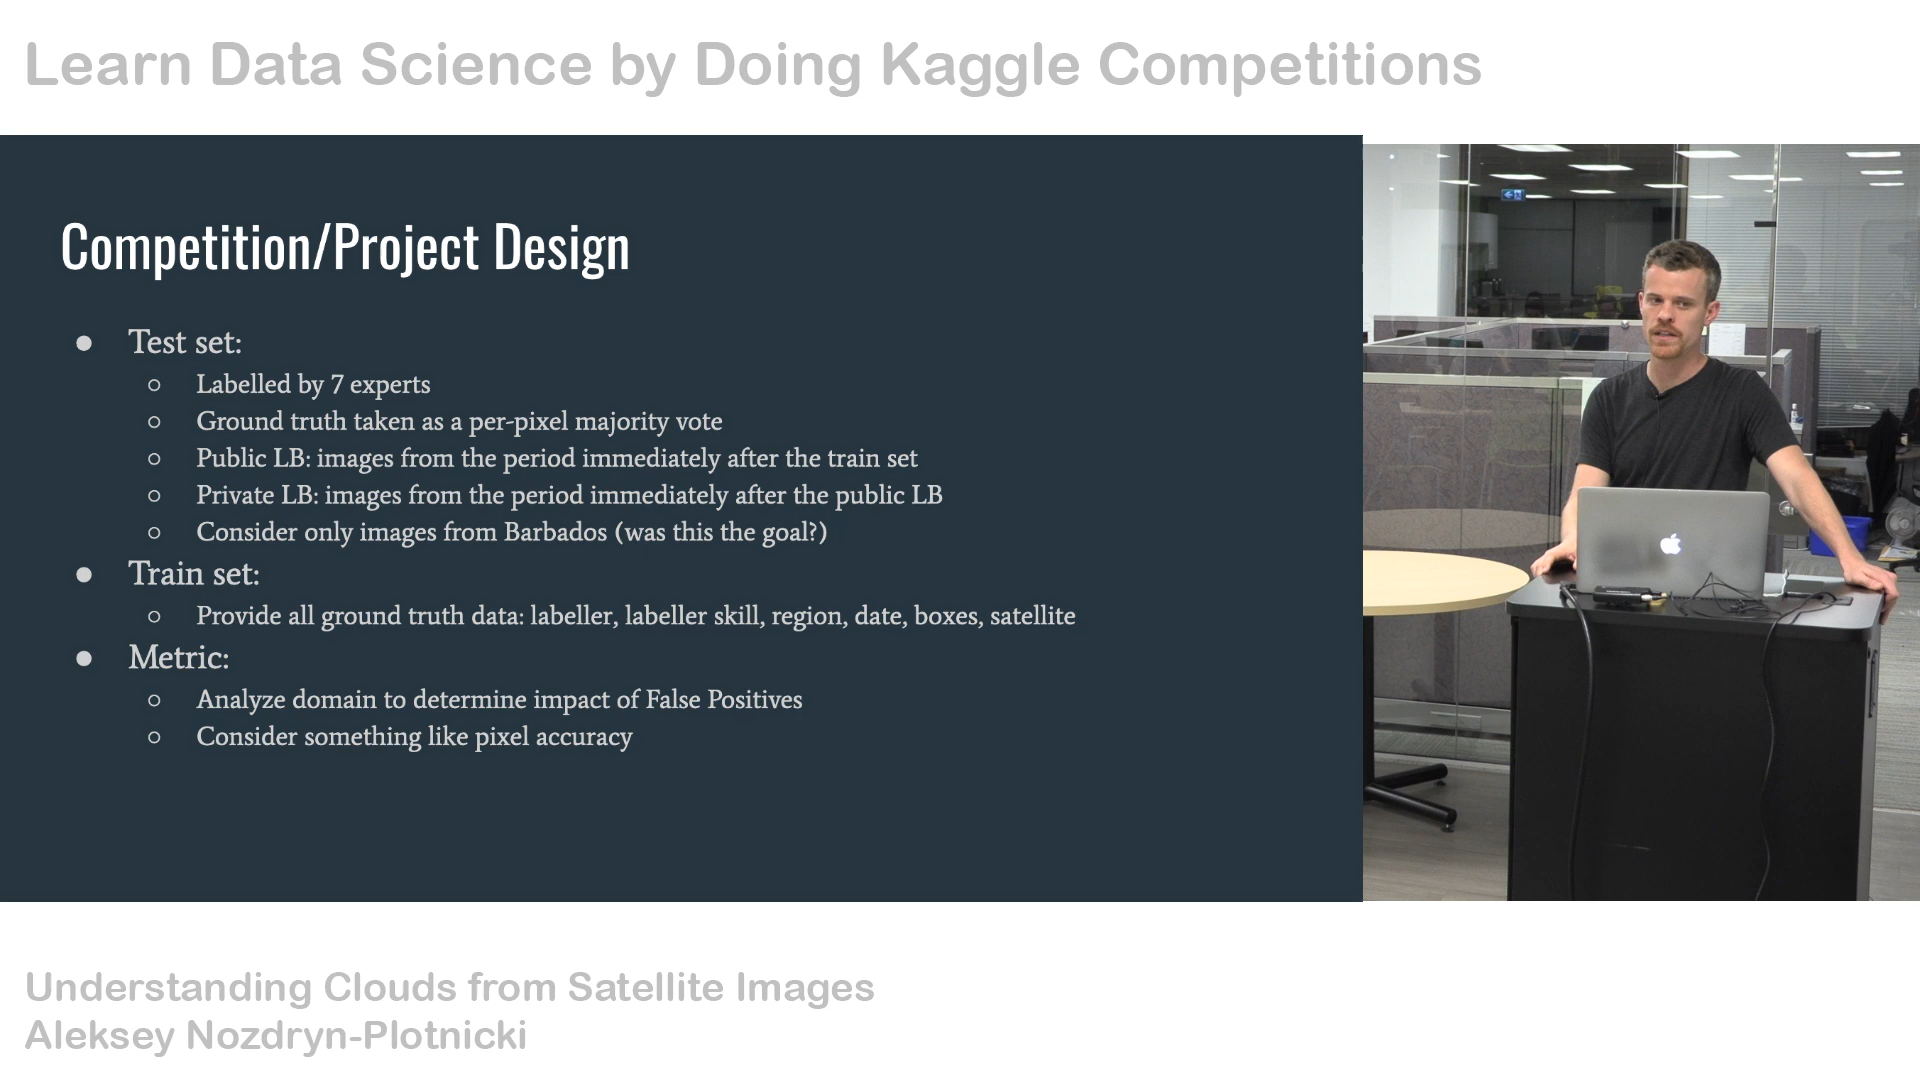 Learn Data Science by Doing Kaggle Competitions
Competition/Project Design
● Test set:
○ Labelled by 7 experts
○ Ground truth taken as a per-pixel majority vote
○ Public LB: images from the period immediately after the train set
○ Private LB: images from the period immediately after the public LB
○ Consider only images from Barbados (was this the goal?)
● Train set:
○ Provide all ground truth data: labeller, labeller skill, region, date, boxes, satellite
● Metric:
○ Analyze domain to determine impact of False Positives
○ Consider something like pixel accuracy
Understanding Clouds from Satellite Images
Aleksey Nozdryn-Plotnicki